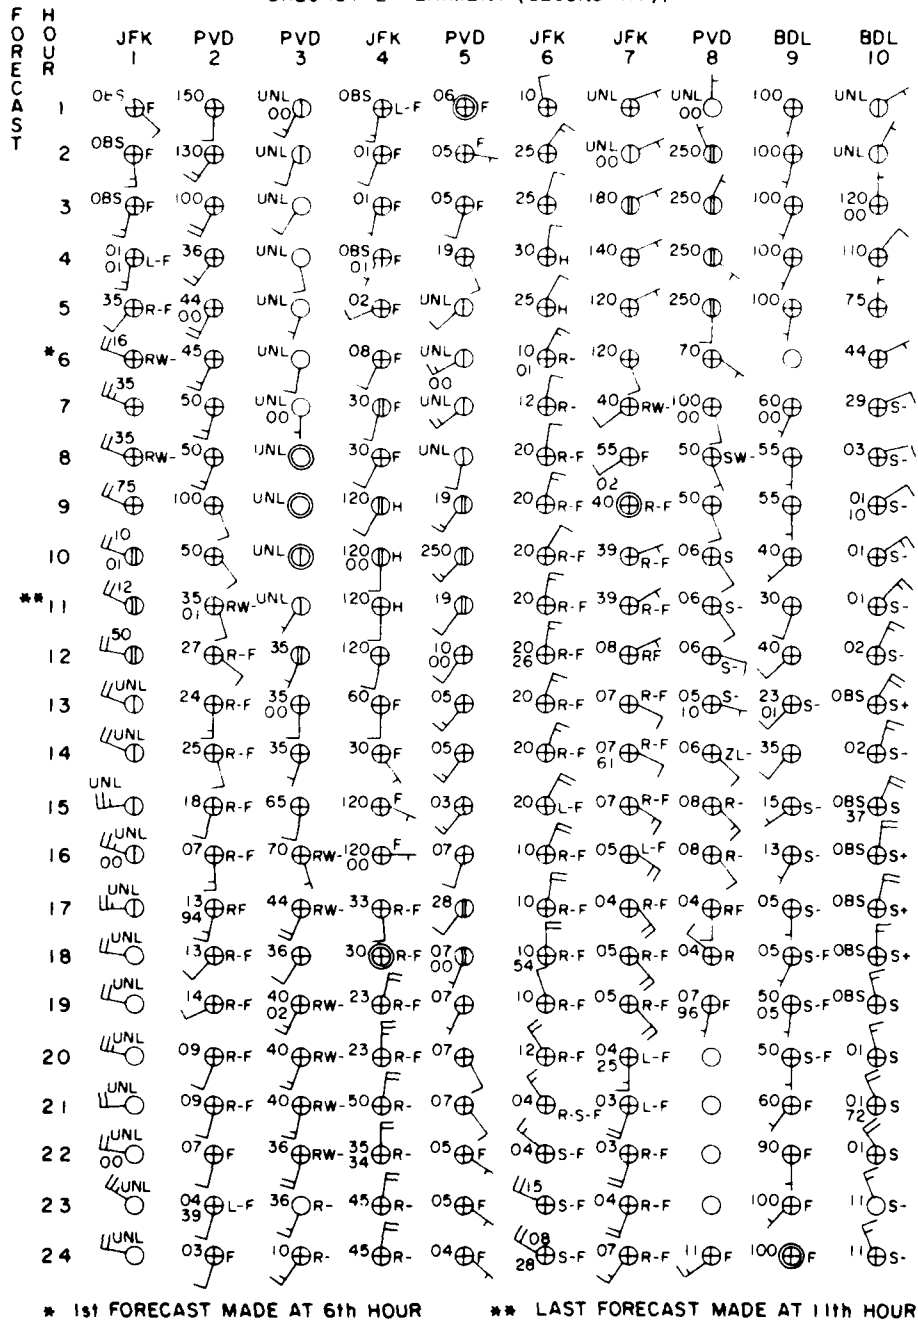 FORECAST HOUR JFK PVD PVD JFK PVD JFK JFK PVD BDL BDL
1 2 3 4 5 6 7 8 9 10
1 OBS F 150 UNL 00 OBS L-F 06 F 10 UNL UNL 00 100 UNL
2 OBS F 130 UNL 01 F 05 F 25 UNL 00 250 100 UNL
3 OBS F 100 UNL 01 F 05 F 25 180 250 100 120 00
4 01 01 L-F 36 UNL OBS 01 F 19 30 H 140 250 100 110
5 35 R-F 44 00 UNL 02 F UNL 25 H 120 250 100 75
*6 16 RW- 45 UNL 08 F UNL 00 10 01 R- 120 70 44
7 35 50 UNL 00 30 F UNL 12 R- 40 RW- 100 00 60 00 29 S-
8 35 RW- 50 UNL 30 F UNL 20 R-F 55 F 50 SW- 55 03 S-
9 75 100 UNL 120 H 19 20 R-F 02 40 R-F 50 55 01 10 S-
10 10 01 50 UNL 120 00 H 250 20 R-F 39 R-F 06 S 40 01 S-
**11 12 35 01 RW- UNL 120 H 19 20 R-F 39 R-F 06 S- 30 01 S-
12 50 27 R-F 35 120 10 00 20 26 R-F 08 RF 06 S- 40 02 S-
13 UNL 24 R-F 35 00 60 F 05 20 R-F 07 R-F 05 10 S- 23 01 S- OBS S+
14 UNL 25 R-F 35 30 F 05 20 R-F 07 61 R-F 06 ZL- 35 02 S-
15 UNL 18 R-F 65 120 F 03 20 L-F 07 R-F 08 R- 15 S- OBS 37 S
16 UNL 00 07 R-F 70 RW- 120 00 F 07 10 R-F 05 L-F 08 R- 13 S- OBS S+
17 UNL 13 94 RF 44 RW- 33 R-F 28 10 R-F 04 R-F 04 RF 05 S- OBS S+
18 UNL 13 R-F 36 30 R-F 07 00 10 54 R-F 05 R-F 04 R 05 S-F OBS S+
19 UNL 14 R-F 40 02 RW- 23 R-F 07 10 R-F 05 R-F 07 96 F 50 05 S-F OBS S
20 UNL 09 R-F 40 RW- 23 R-F 07 12 R-F 04 25 L-F 50 S-F 01 S
21 UNL 09 R-F 40 RW- 50 R- 07 04 R-S-F 03 L-F 60 F 01 72 S
22 UNL 00 07 F 36 RW- 35 34 R- 05 F 04 S-F 03 R-F 90 F 01 S
23 UNL 04 39 L-F 36 R- 45 R- 05 F 15 S-F 04 R-F 100 F 11 S-
24 UNL 03 F 10 R- 45 R- 04 F 08 28 S-F 07 R-F 11 F 100 F 11 S-
* 1st FORECAST MADE AT 6th HOUR ** LAST FORECAST MADE AT 11th HOUR